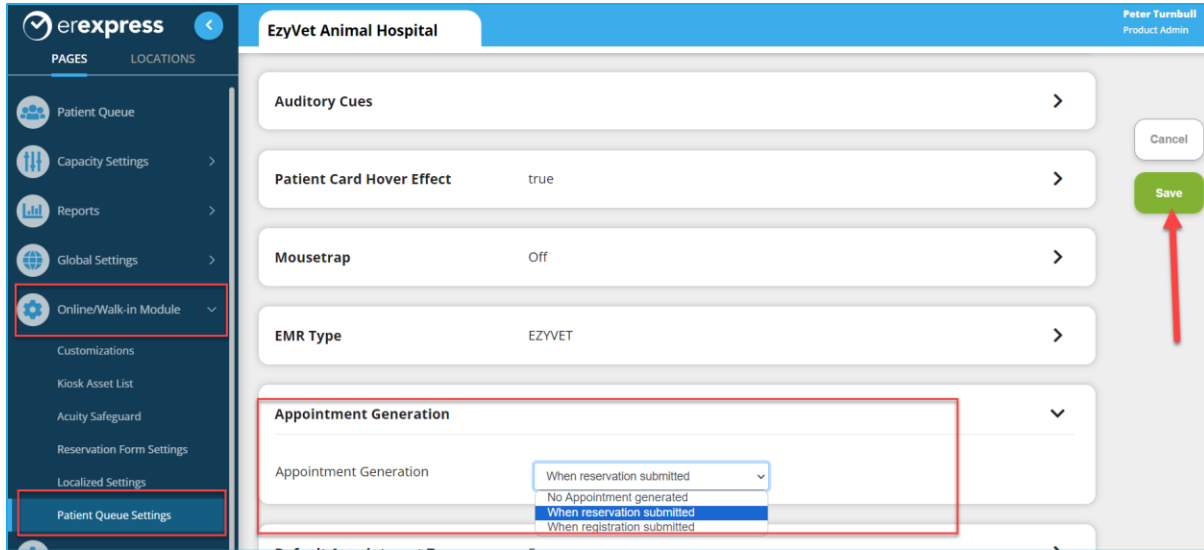 erexpress
PAGES LOCATIONS
Patient Queue
Capacity Settings
Reports
Global Settings
Online/Walk-in Module
Customizations
Kiosk Asset List
Acuity Safeguard
Reservation Form Settings
Localized Settings
Patient Queue Settings
EzyVet Animal Hospital
Peter Turnbull
Product Admin
Auditory Cues
Patient Card Hover Effect true
Mousetrap Off
EMR Type EZYVET
Appointment Generation
Appointment Generation When reservation submitted
No Appointment generated
When reservation submitted
When registration submitted
Cancel
Save